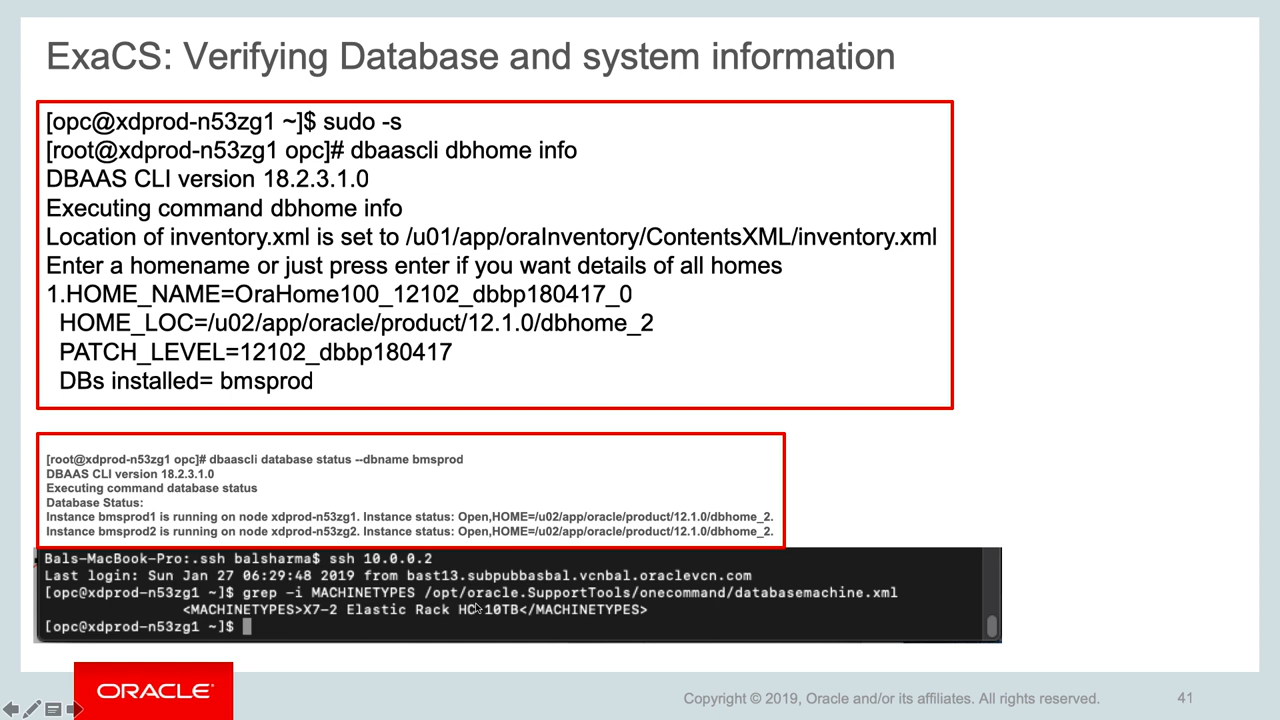 ExaCS: Verifying Database and system information
[opc@xdprod-n53zg1 ~]$ sudo -s
[root@xdprod-n53zg1 opc]# dbaascli dbhome info
DBAAS CLI version 18.2.3.1.0
Executing command dbhome info
Location of inventory.xml is set to /u01/app/oraInventory/ContentsXML/inventory.xml
Enter a homename or just press enter if you want details of all homes
1.HOME_NAME=OraHome100_12102_dbbp180417_0
HOME_LOC=/u02/app/oracle/product/12.1.0/dbhome_2
PATCH_LEVEL=12102_dbbp180417
DBs installed= bmsprod
[root@xdprod-n53zg1 opc]# dbaascli database status --dbname bmsprod
DBAAS CLI version 18.2.3.1.0
Executing command database status
Database Status:
Instance bmsprod1 is running on node xdprod-n53zg1. Instance status: Open,HOME=/u02/app/oracle/product/12.1.0/dbhome_2.
Instance bmsprod2 is running on node xdprod-n53zg2. Instance status: Open,HOME=/u02/app/oracle/product/12.1.0/dbhome_2.
Bals-MacBook-Pro:.ssh balsharma$ ssh 10.0.0.2
Last login: Sun Jan 27 06:29:48 2019 from bast13.subpubbasbal.vcnbal.oraclevcn.com
[opc@xdprod-n53zg1 ~]$ grep -i MACHINETYPES /opt/oracle.SupportTools/onecommand/databasemachine.xml
<MACHINETYPES>X7-2 Elastic Rack HC 10TB</MACHINETYPES>
[opc@xdprod-n53zg1 ~]$
ORACLE®
Copyright © 2019, Oracle and/or its affiliates. All rights reserved.
41